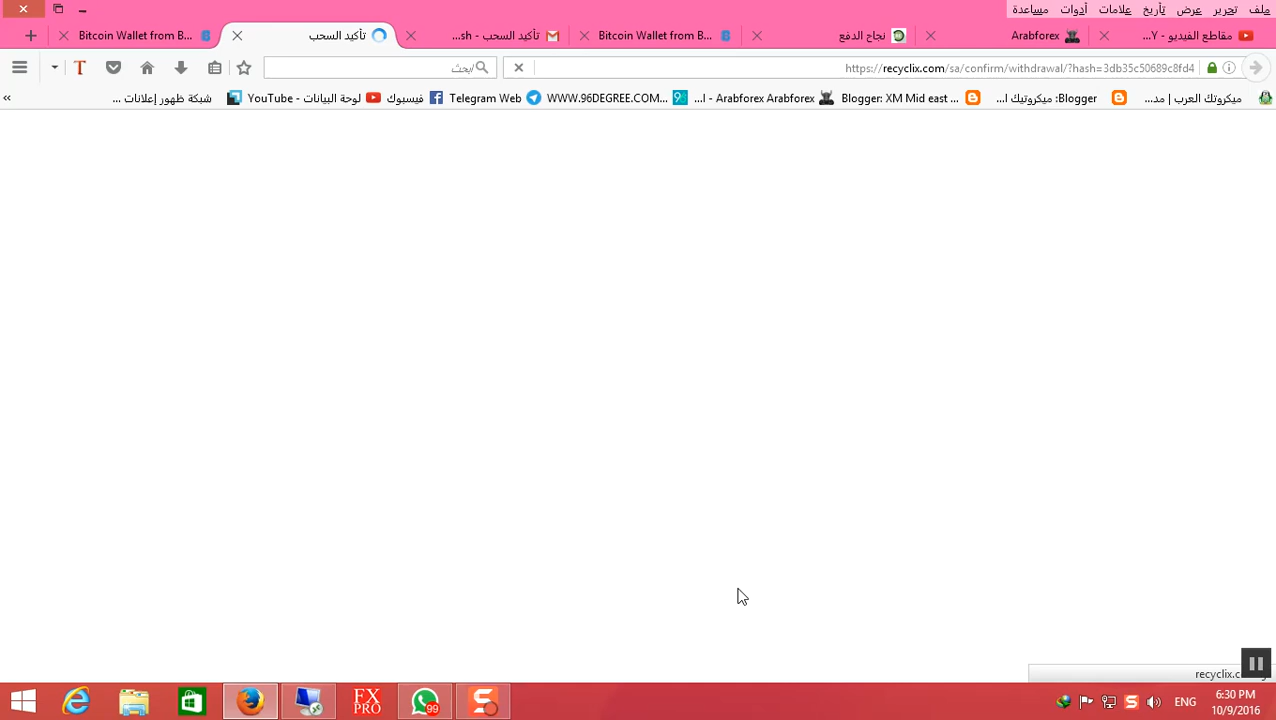 ملف تحرير عرض تأريخ علامات أدوات مساعدة
مقاطع الفيديو - Y...
Arabforex
نجاح الدفع
Bitcoin Wallet from B...
تأكيد السحب - sh...
تأكيد السحب
Bitcoin Wallet from B...
https://recyclix.com/sa/confirm/withdrawal/?hash=3db35c50689c8fd4
ابحث
ميكروتك العرب | مد...
Blogger: ميكروتيك ا...
Blogger: XM Mid east ...
Arabforex Arabforex - ا...
WWW.96DEGREE.COM...
Telegram Web
فيسبوك
لوحة البيانات - YouTube
شبكة ظهور إعلانات ...
FX
PRO
99
ENG
6:30 PM
10/9/2016